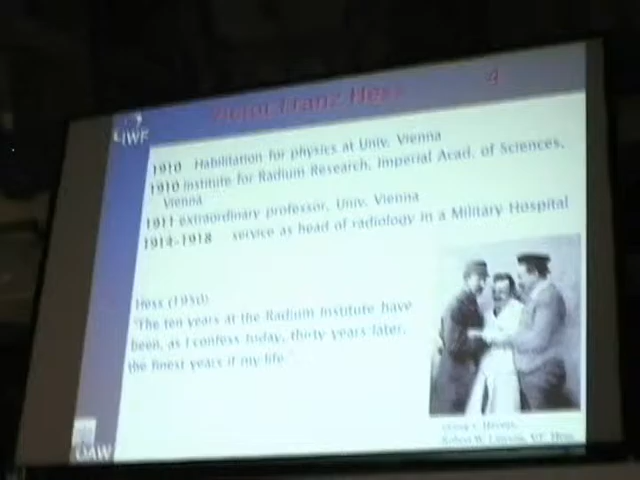 Victor Franz Hess 4
IWF
1910 Habilitation for physics at Univ. Vienna
1910 Institute for Radium Research, Imperial Acad. of Sciences,
Vienna
1911 extraordinary professor, Univ. Vienna
1914-1918 service as head of radiology in a Military Hospital
Hess (1950)
"The ten years at the Radium Institute have
been, as I confess today, thirty years later,
the finest years if my life."
V.F. Hess
ÖAW